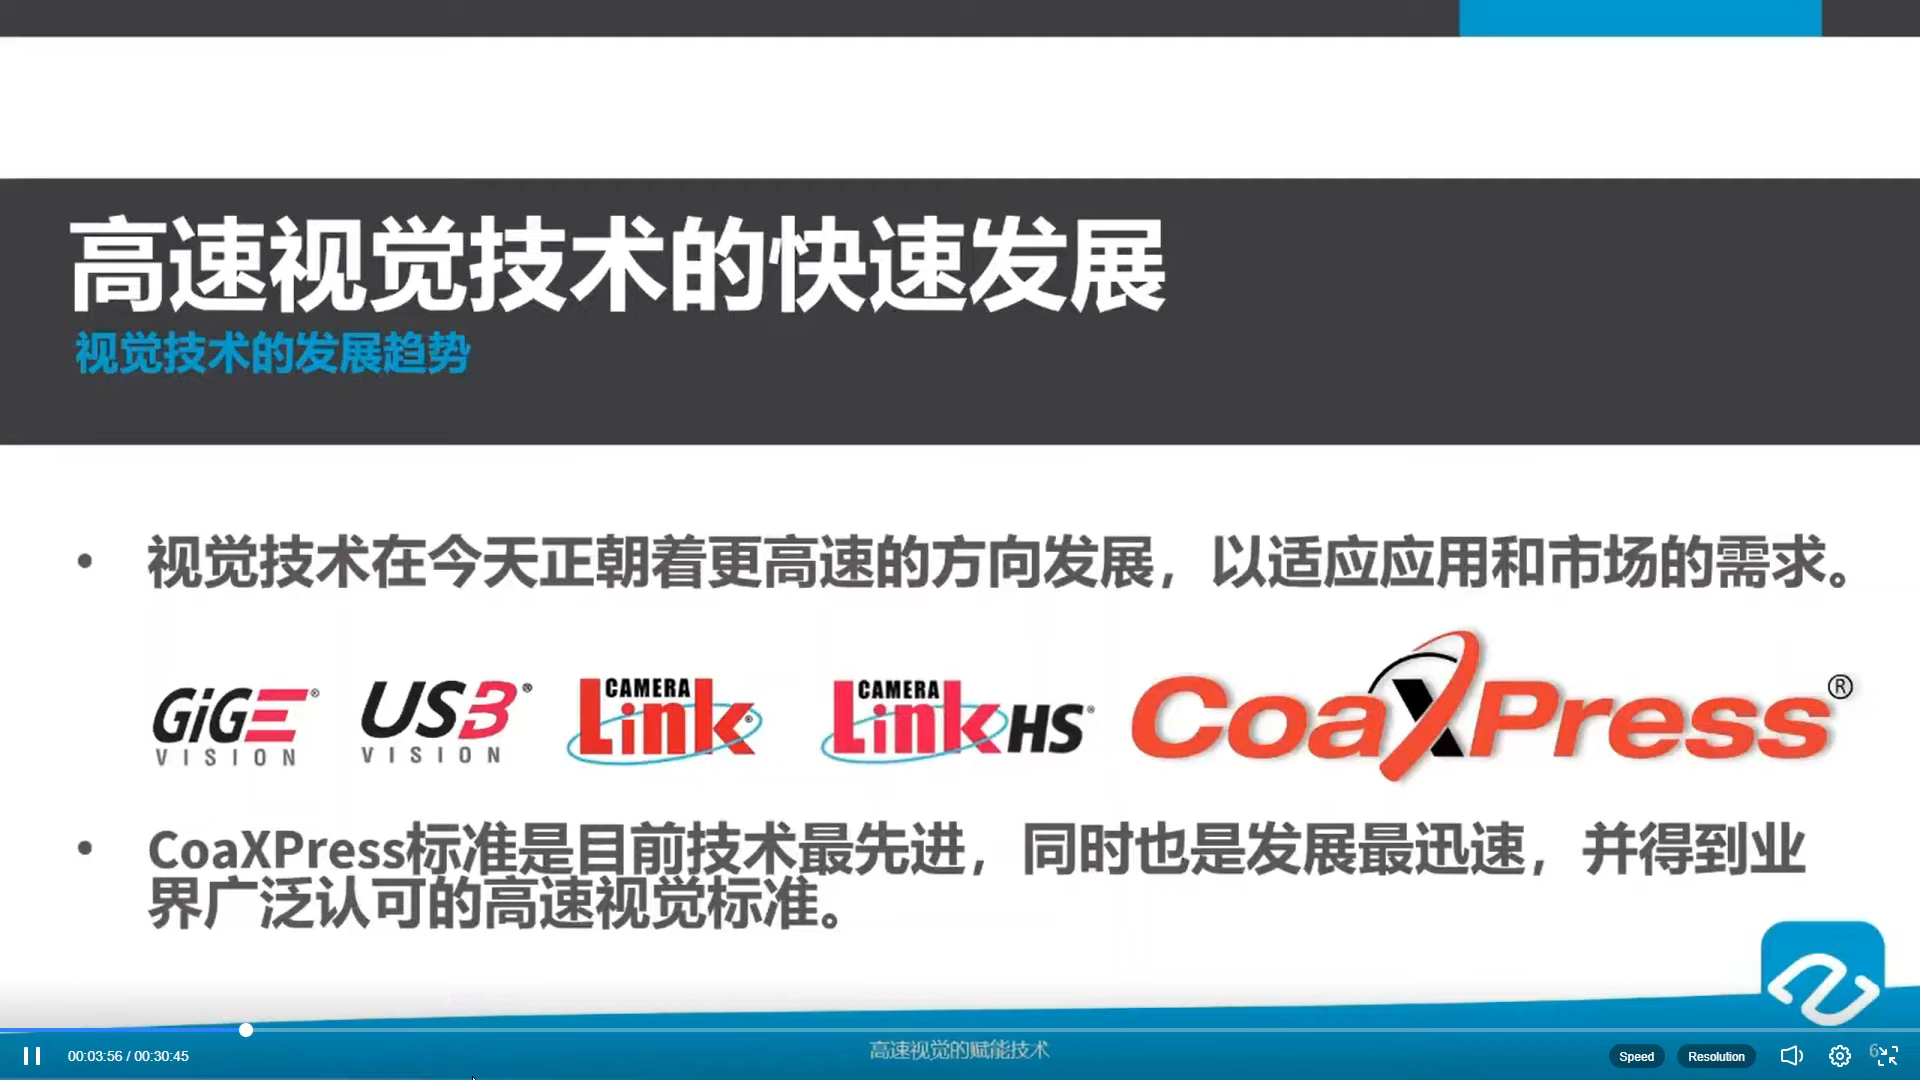 高速视觉技术的快速发展
视觉技术的发展趋势
• 视觉技术在今天正朝着更高速的方向发展，以适应应用和市场的需求。
GiGE® VISION
USB® VISION
CAMERA Link®
CAMERA Link HS®
CoaXPress®
• CoaXPress标准是目前技术最先进，同时也是发展最迅速，并得到业
界广泛认可的高速视觉标准。
高速视觉的赋能技术
00:03:56 / 00:30:45
Speed
Resolution
6